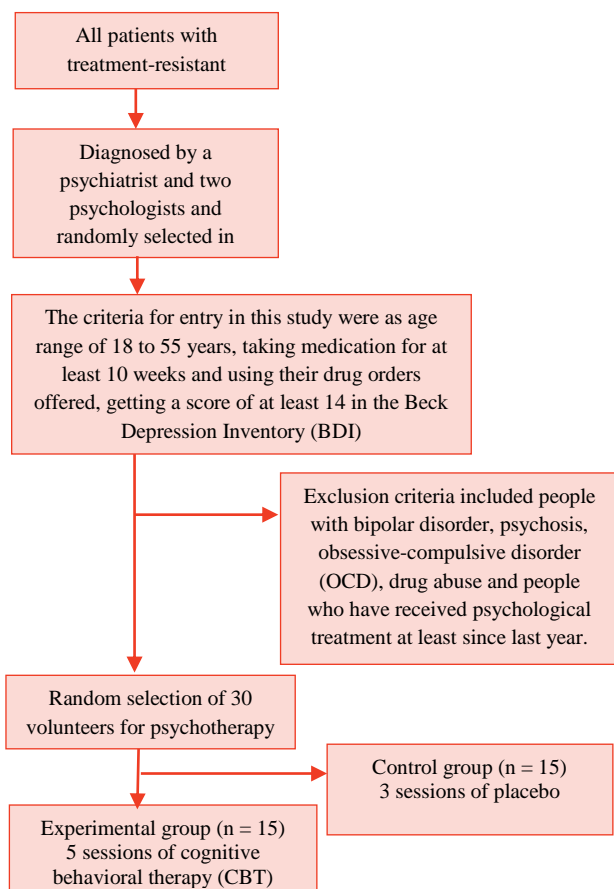 All patients with
treatment-resistant
Diagnosed by a
psychiatrist and two
psychologists and
randomly selected in
The criteria for entry in this study were as age
range of 18 to 55 years, taking medication for at
least 10 weeks and using their drug orders
offered, getting a score of at least 14 in the Beck
Depression Inventory (BDI)
Exclusion criteria included people
with bipolar disorder, psychosis,
obsessive-compulsive disorder
(OCD), drug abuse and people
who have received psychological
treatment at least since last year.
Random selection of 30
volunteers for psychotherapy
Control group (n = 15)
3 sessions of placebo
Experimental group (n = 15)
5 sessions of cognitive
behavioral therapy (CBT)